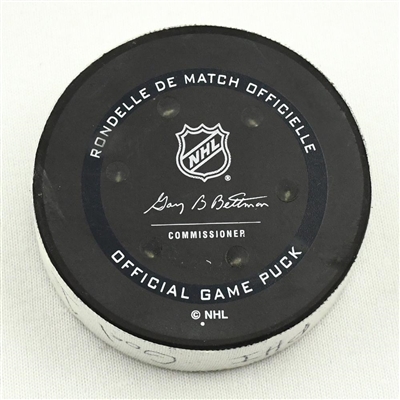 RONDELLE DE MATCH OFFICIELLE
NHL
®
Gary B Bettman
COMMISSIONER
OFFICIAL GAME PUCK
© NHL